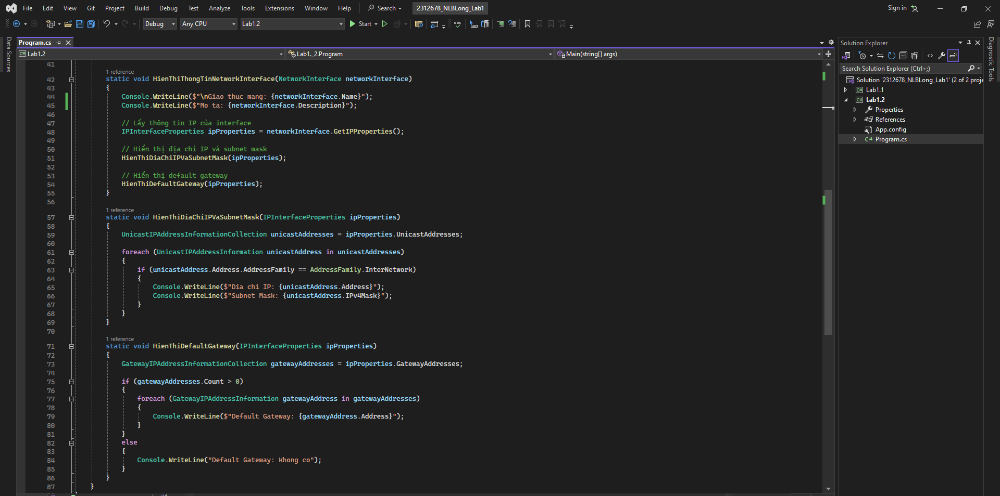 File Edit View Git Project Build Debug Test Analyze Tools Extensions Window Help Search 2312678_NLBLong_Lab1 Sign in
Debug Any CPU Lab1.2 Start
Data Sources
Program.cs
Lab1.2 Lab1._2.Program Main(string[] args)
41
1 reference
42 static void HienThiThongTinNetworkInterface(NetworkInterface networkInterface)
43 {
44 Console.WriteLine($"\nGiao thuc mang: {networkInterface.Name}");
45 Console.WriteLine($"Mo ta: {networkInterface.Description}");
46
47 // Lấy thông tin IP của interface
48 IPInterfaceProperties ipProperties = networkInterface.GetIPProperties();
49
50 // Hiển thị địa chỉ IP và subnet mask
51 HienThiDiaChiIPVaSubnetMask(ipProperties);
52
53 // Hiển thị default gateway
54 HienThiDefaultGateway(ipProperties);
55 }
56
1 reference
57 static void HienThiDiaChiIPVaSubnetMask(IPInterfaceProperties ipProperties)
58 {
59 UnicastIPAddressInformationCollection unicastAddresses = ipProperties.UnicastAddresses;
60
61 foreach (UnicastIPAddressInformation unicastAddress in unicastAddresses)
62 {
63 if (unicastAddress.Address.AddressFamily == AddressFamily.InterNetwork)
64 {
65 Console.WriteLine($"Dia chi IP: {unicastAddress.Address}");
66 Console.WriteLine($"Subnet Mask: {unicastAddress.IPv4Mask}");
67 }
68 }
69 }
70
1 reference
71 static void HienThiDefaultGateway(IPInterfaceProperties ipProperties)
72 {
73 GatewayIPAddressInformationCollection gatewayAddresses = ipProperties.GatewayAddresses;
74
75 if (gatewayAddresses.Count > 0)
76 {
77 foreach (GatewayIPAddressInformation gatewayAddress in gatewayAddresses)
78 {
79 Console.WriteLine($"Default Gateway: {gatewayAddress.Address}");
80 }
81 }
82 else
83 {
84 Console.WriteLine("Default Gateway: Khong co");
85 }
86 }
87 }
Solution Explorer
Search Solution Explorer (Ctrl+;)
Solution '2312678_NLBLong_Lab1' (2 of 2 proje
Lab1.1
Lab1.2
Properties
References
App.config
C# Program.cs
Diagnostic Tools